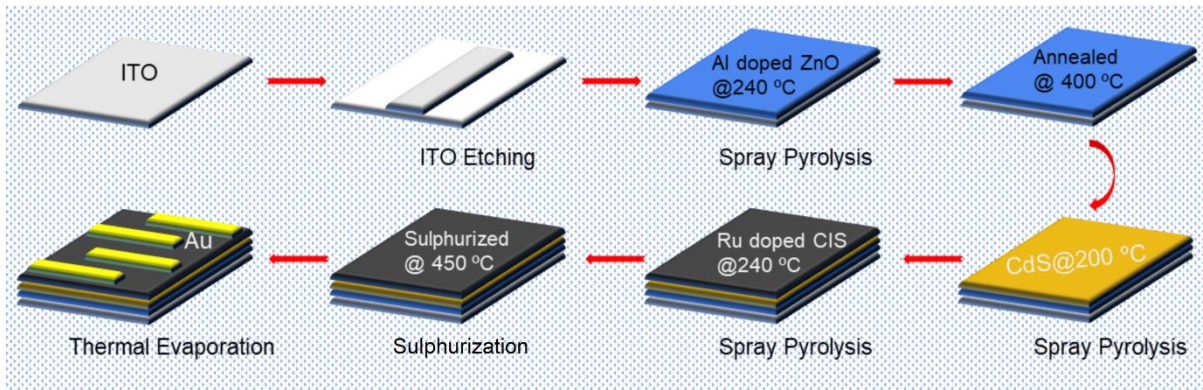 ITO
ITO Etching
Al doped ZnO
@240 ºC
Spray Pyrolysis
Annealed
@ 400 ºC
CdS@200 ºC
Spray Pyrolysis
Ru doped CIS
@240 ºC
Spray Pyrolysis
Sulphurized
@ 450 ºC
Sulphurization
Au
Thermal Evaporation